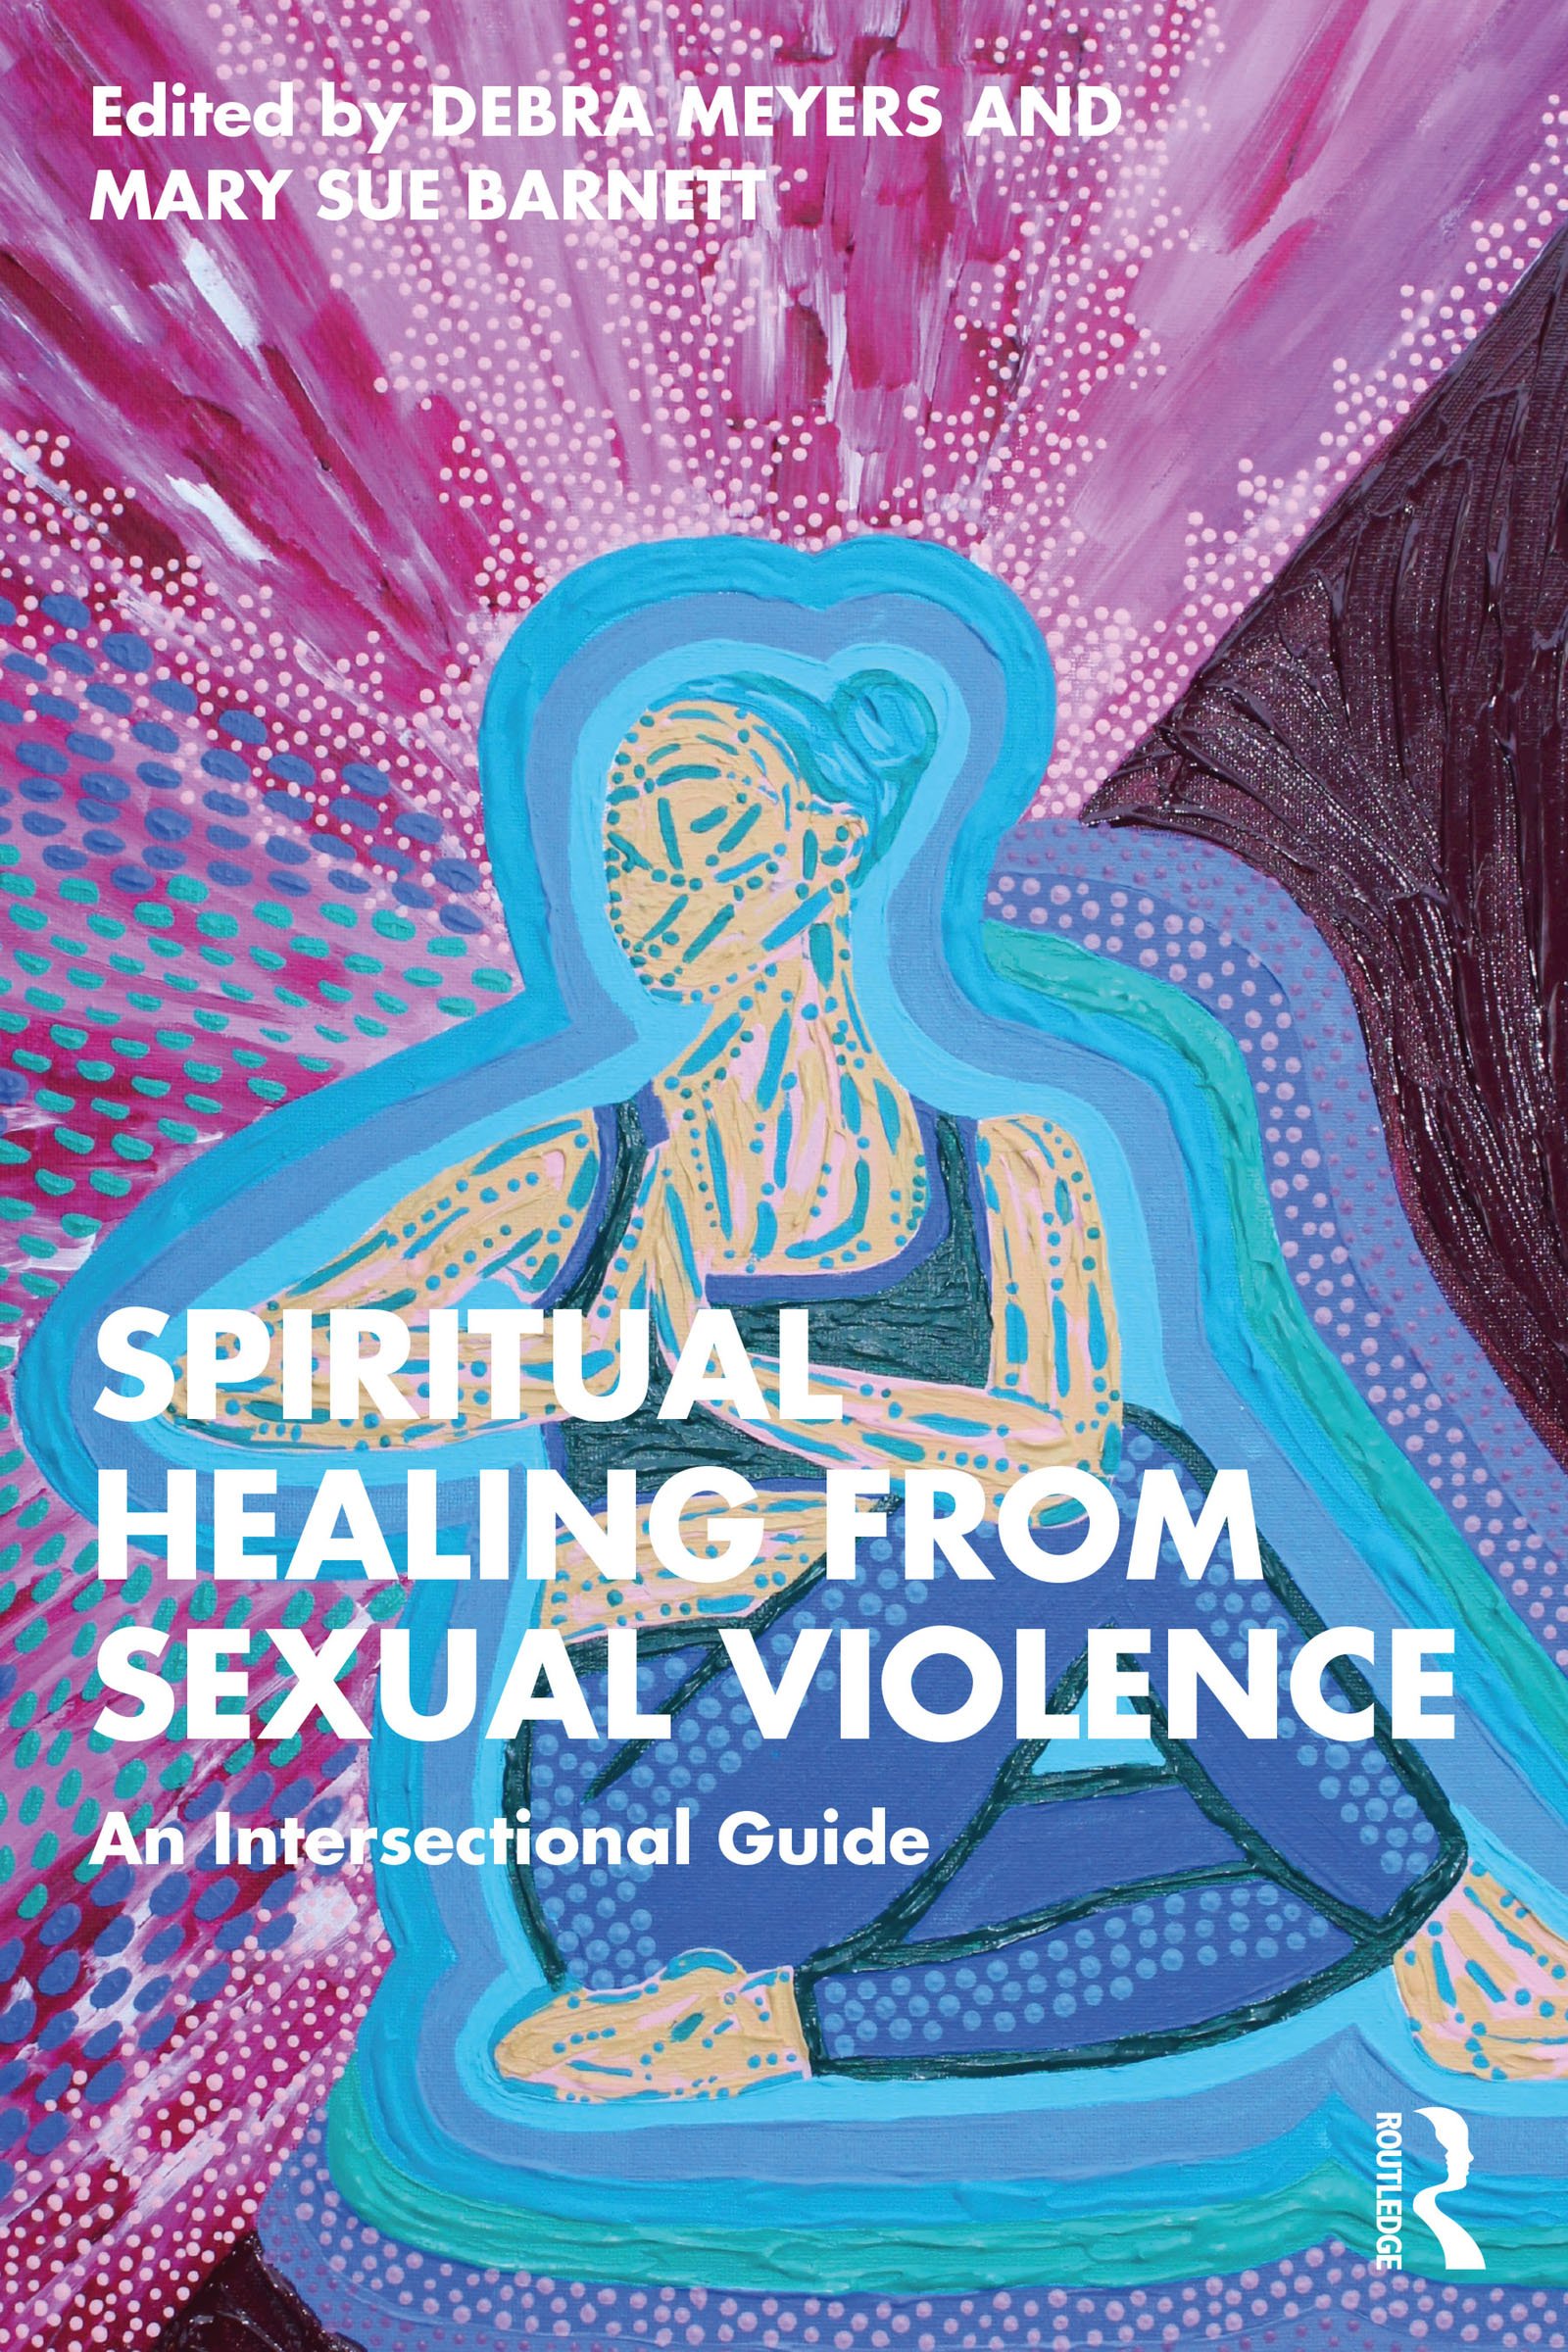 Edited by DEBRA MEYERS AND
MARY SUE BARNETT
SPIRITUAL
HEALING FROM
SEXUAL VIOLENCE
An Intersectional Guide
ROUTLEDGE